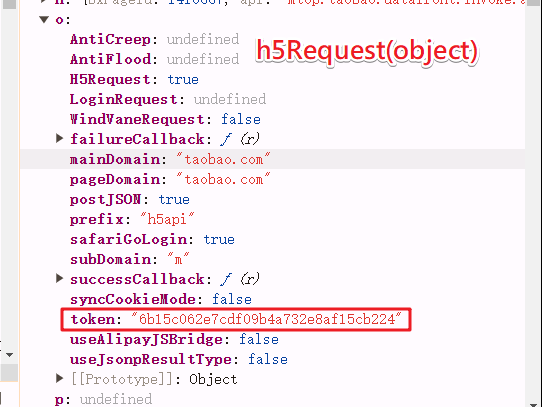 ▼ o:
AntiCreep: undefined
AntiFlood: undefined
h5Request(object)
H5Request: true
LoginRequest: undefined
WindVaneRequest: false
▶ failureCallback: ƒ (r)
mainDomain: "taobao.com"
pageDomain: "taobao.com"
postJSON: true
prefix: "h5api"
safariGoLogin: true
subDomain: "m"
▶ successCallback: ƒ (r)
syncCookieMode: false
token: "6b15c062e7cdf09b4a732e8af15cb224"
useAlipayJSBridge: false
useJsonpResultType: false
▶ [[Prototype]]: Object
p: undefined